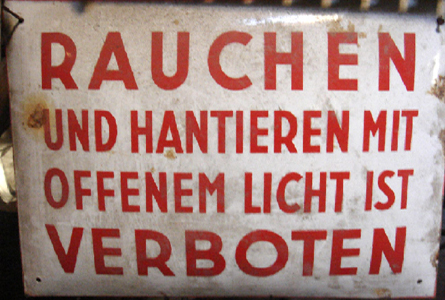 RAUCHEN
UND HANTIEREN MIT
OFFENEM LICHT IST
VERBOTEN